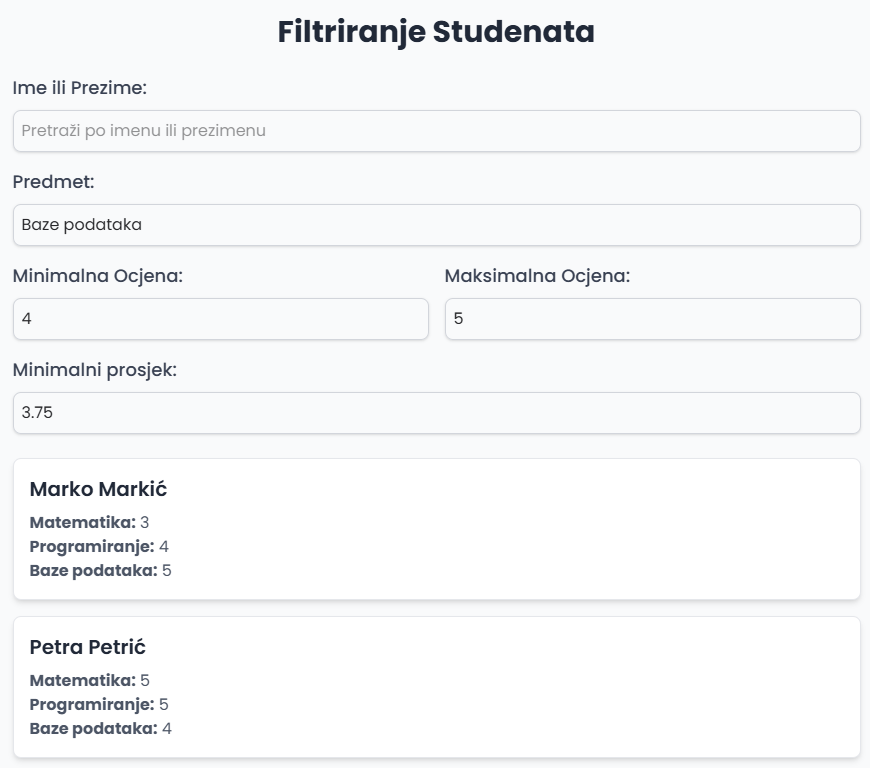 Filtriranje Studenata
Ime ili Prezime:
Pretraži po imenu ili prezimenu
Predmet:
Baze podataka
Minimalna Ocjena:
Maksimalna Ocjena:
4
5
Minimalni prosjek:
3.75
Marko Markić
Matematika: 3
Programiranje: 4
Baze podataka: 5
Petra Petrić
Matematika: 5
Programiranje: 5
Baze podataka: 4